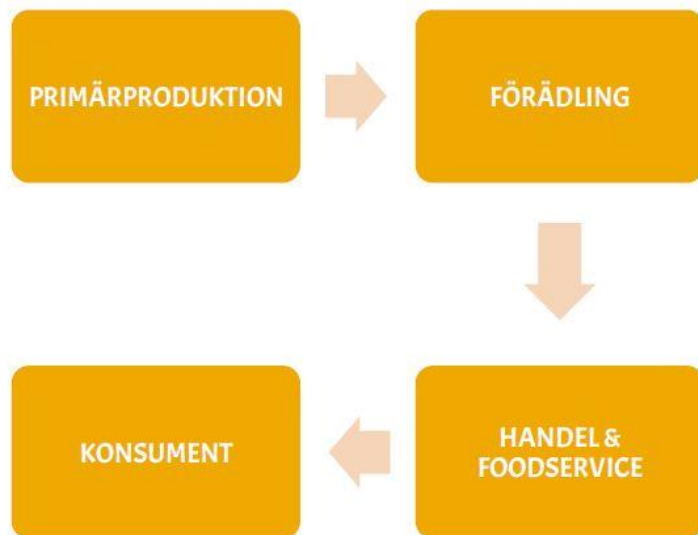 PRIMÄRPRODUKTION
FÖRÄDLING
HANDEL &
FOODSERVICE
KONSUMENT